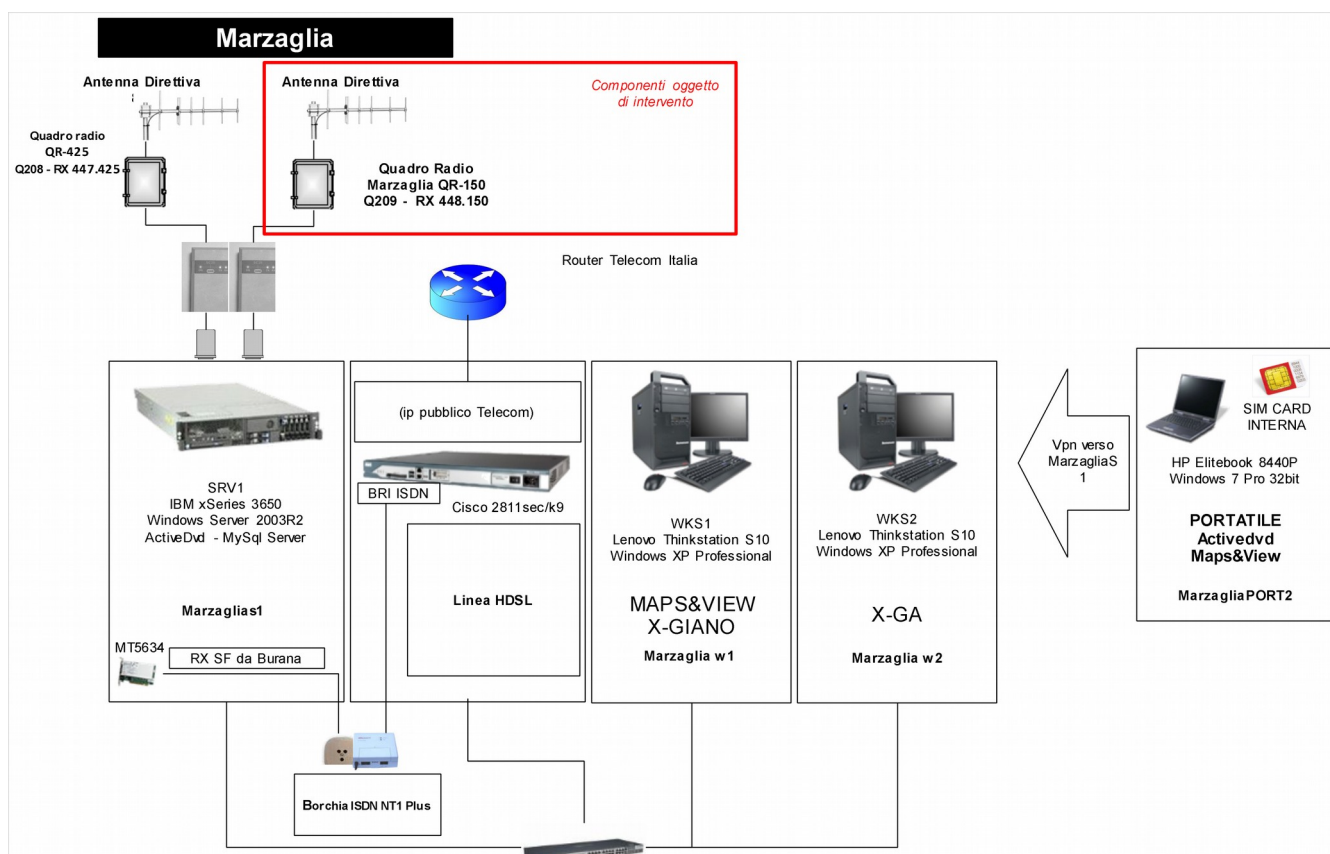 Marzaglia
Antenna Direttiva
Antenna Direttiva
Componenti oggetto
di intervento
Quadro radio
QR-425
Q208 - RX 447.425
Quadro Radio
Marzaglia QR-150
Q209 - RX 448.150
Router Telecom Italia
(ip pubblico Telecom)
BRI ISDN
Cisco 2811sec/k9
Linea HDSL
SRV1
IBM xSeries 3650
Windows Server 2003R2
ActiveDvd - MySql Server
Marzaglias1
MT5634
RX SF da Burana
Borchia ISDN NT1 Plus
WKS1
Lenovo Thinkstation S10
Windows XP Professional
MAPS&VIEW
X-GIANO
Marzaglia w1
WKS2
Lenovo Thinkstation S10
Windows XP Professional
X-GA
Marzaglia w2
Vpn verso
MarzagliaS
1
SIM CARD
INTERNA
HP Elitebook 8440P
Windows 7 Pro 32bit
PORTATILE
Activedvd
Maps&View
MarzagliaPORT2